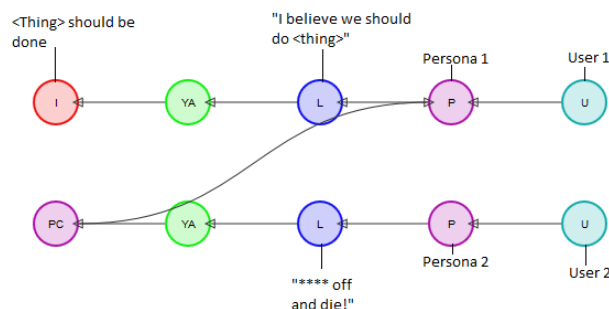 <Thing> should be
done
"I believe we should
do <thing>"
Persona 1
User 1
I
YA
L
P
U
PC
YA
L
P
U
"**** off
and die!"
Persona 2
User 2